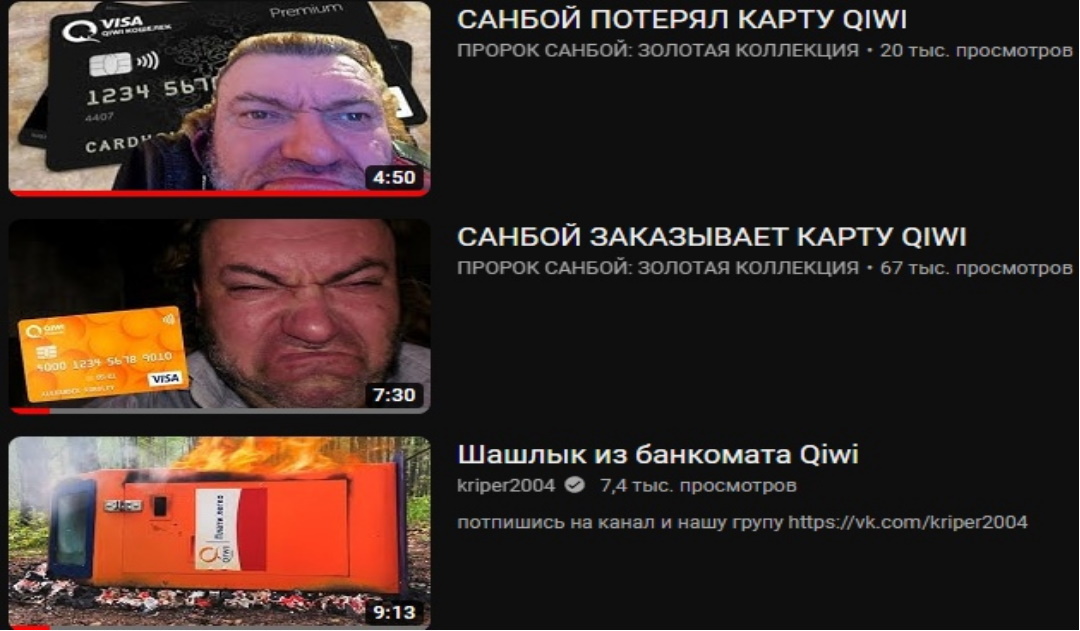 Premium
VISA
QIWI КОШЕЛЕК
1234 567
4407
CARDH
4:50
САНБОЙ ПОТЕРЯЛ КАРТУ QIWI
ПРОРОК САНБОЙ: ЗОЛОТАЯ КОЛЛЕКЦИЯ • 20 тыс. просмотров
QIWI
4000 1234 5678 9010
VISA
7:30
САНБОЙ ЗАКАЗЫВАЕТ КАРТУ QIWI
ПРОРОК САНБОЙ: ЗОЛОТАЯ КОЛЛЕКЦИЯ • 67 тыс. просмотров
QIWI
Плати легко
9:13
Шашлык из банкомата Qiwi
kriper2004 7,4 тыс. просмотров
потпишись на канал и нашу групу https://vk.com/kriper2004